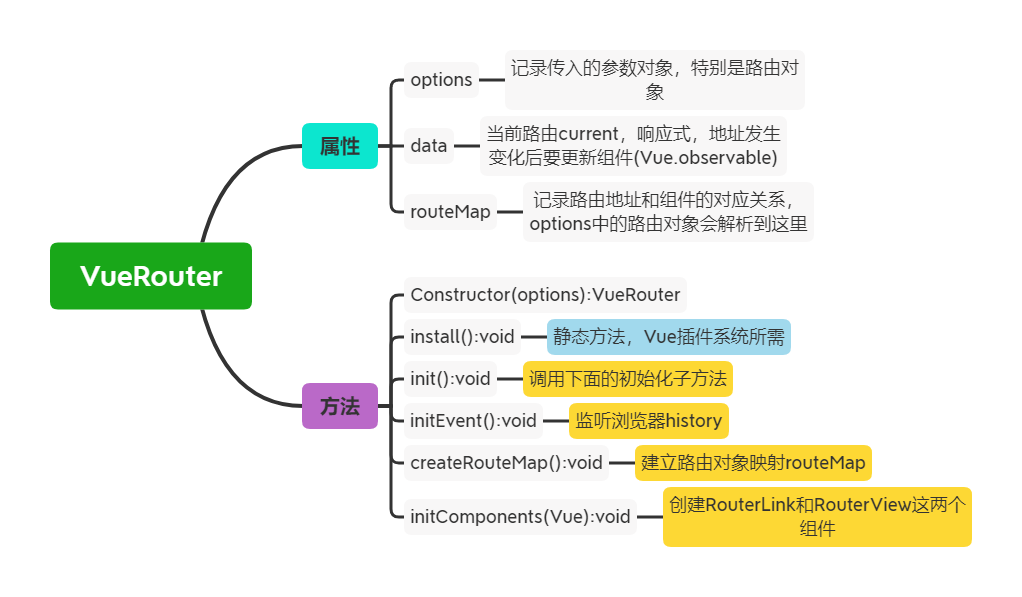 VueRouter
属性
options
记录传入的参数对象，特别是路由对
象
data
当前路由current，响应式，地址发生
变化后要更新组件(Vue.observable)
routeMap
记录路由地址和组件的对应关系，
options中的路由对象会解析到这里
方法
Constructor(options):VueRouter
install():void
静态方法，Vue插件系统所需
init():void
调用下面的初始化子方法
initEvent():void
监听浏览器history
createRouteMap():void
建立路由对象映射routeMap
initComponents(Vue):void
创建RouterLink和RouterView这两个
组件